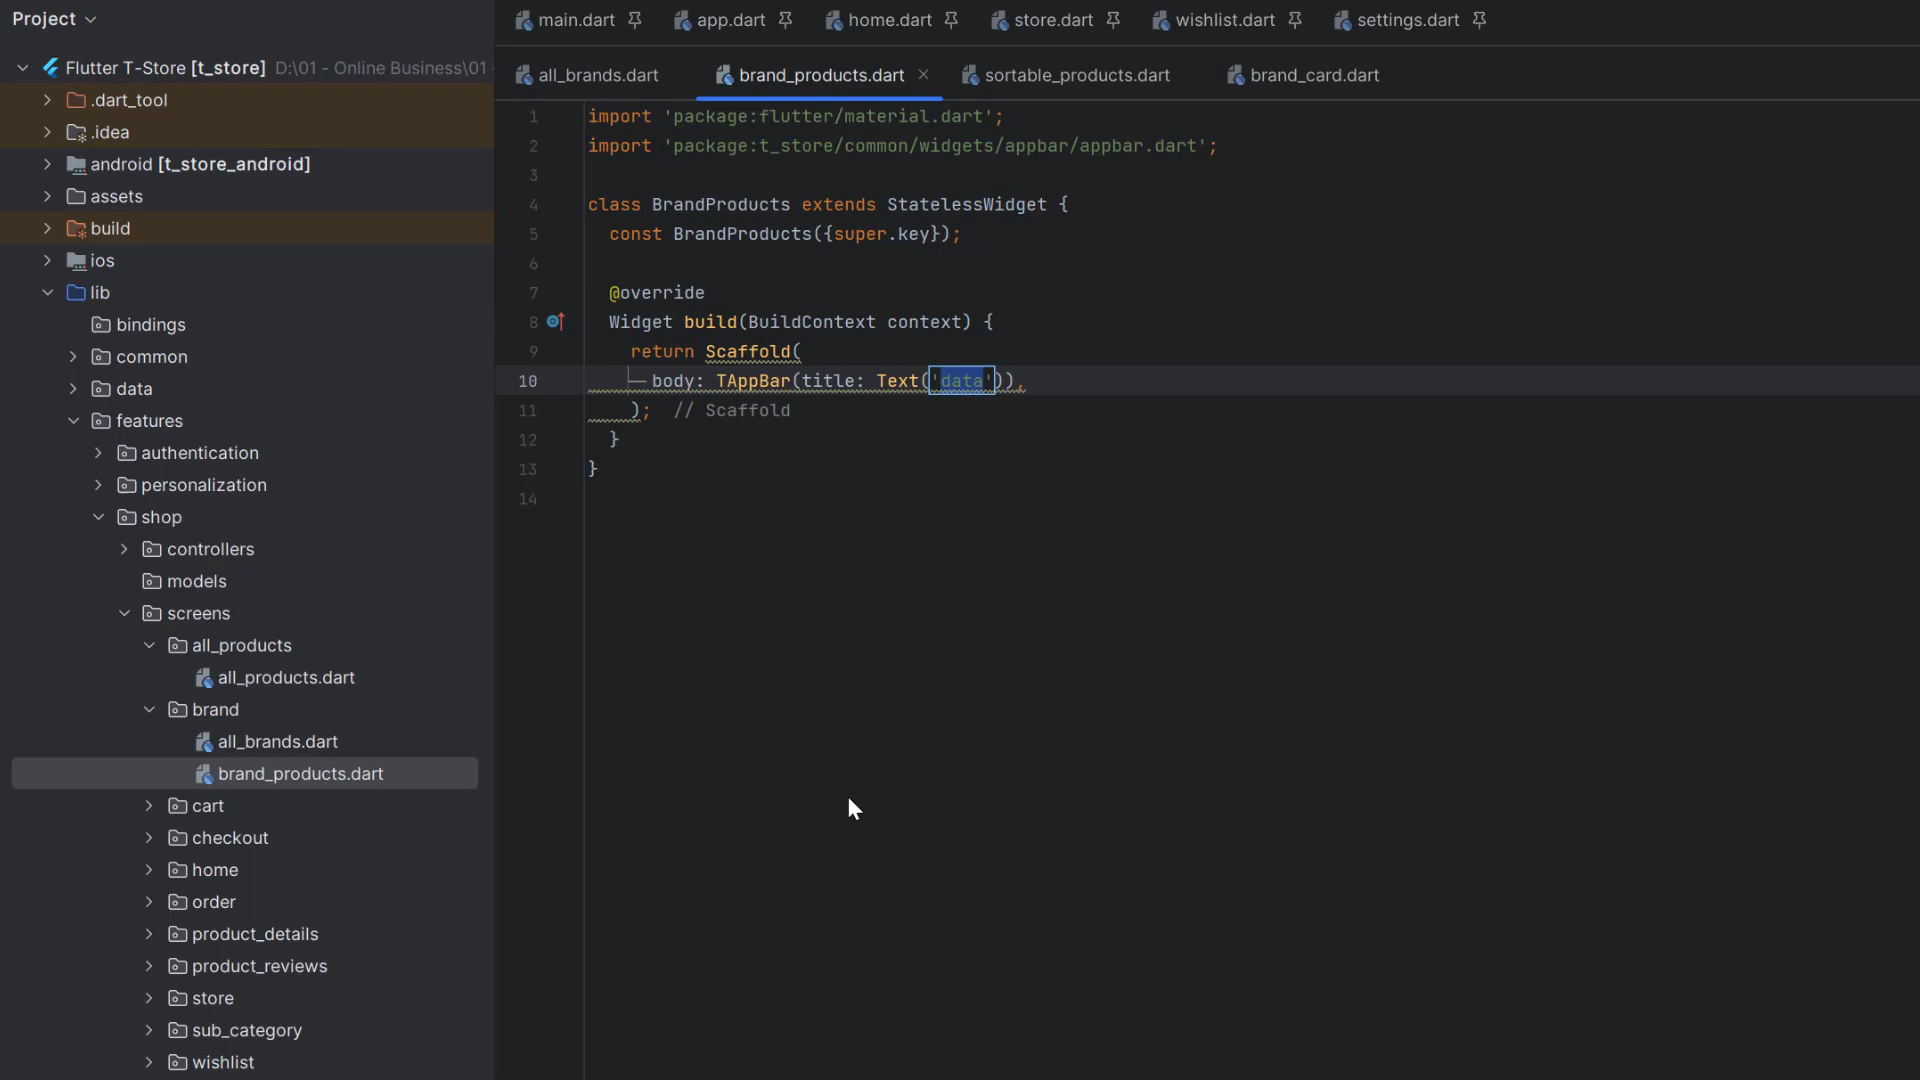 Project
main.dart
app.dart
home.dart
store.dart
wishlist.dart
settings.dart
Flutter T-Store [t_store] D:\01 - Online Business\01 -
.dart_tool
.idea
android [t_store_android]
assets
build
ios
lib
bindings
common
data
features
authentication
personalization
shop
controllers
models
screens
all_products
all_products.dart
brand
all_brands.dart
brand_products.dart
cart
checkout
home
order
product_details
product_reviews
store
sub_category
wishlist
all_brands.dart
brand_products.dart
sortable_products.dart
brand_card.dart
1 import 'package:flutter/material.dart';
2 import 'package:t_store/common/widgets/appbar/appbar.dart';
3
4 class BrandProducts extends StatelessWidget {
5 const BrandProducts({super.key});
6
7 @override
8 Widget build(BuildContext context) {
9 return Scaffold(
10 body: TAppBar(title: Text('data')),
11 ); // Scaffold
12 }
13 }
14